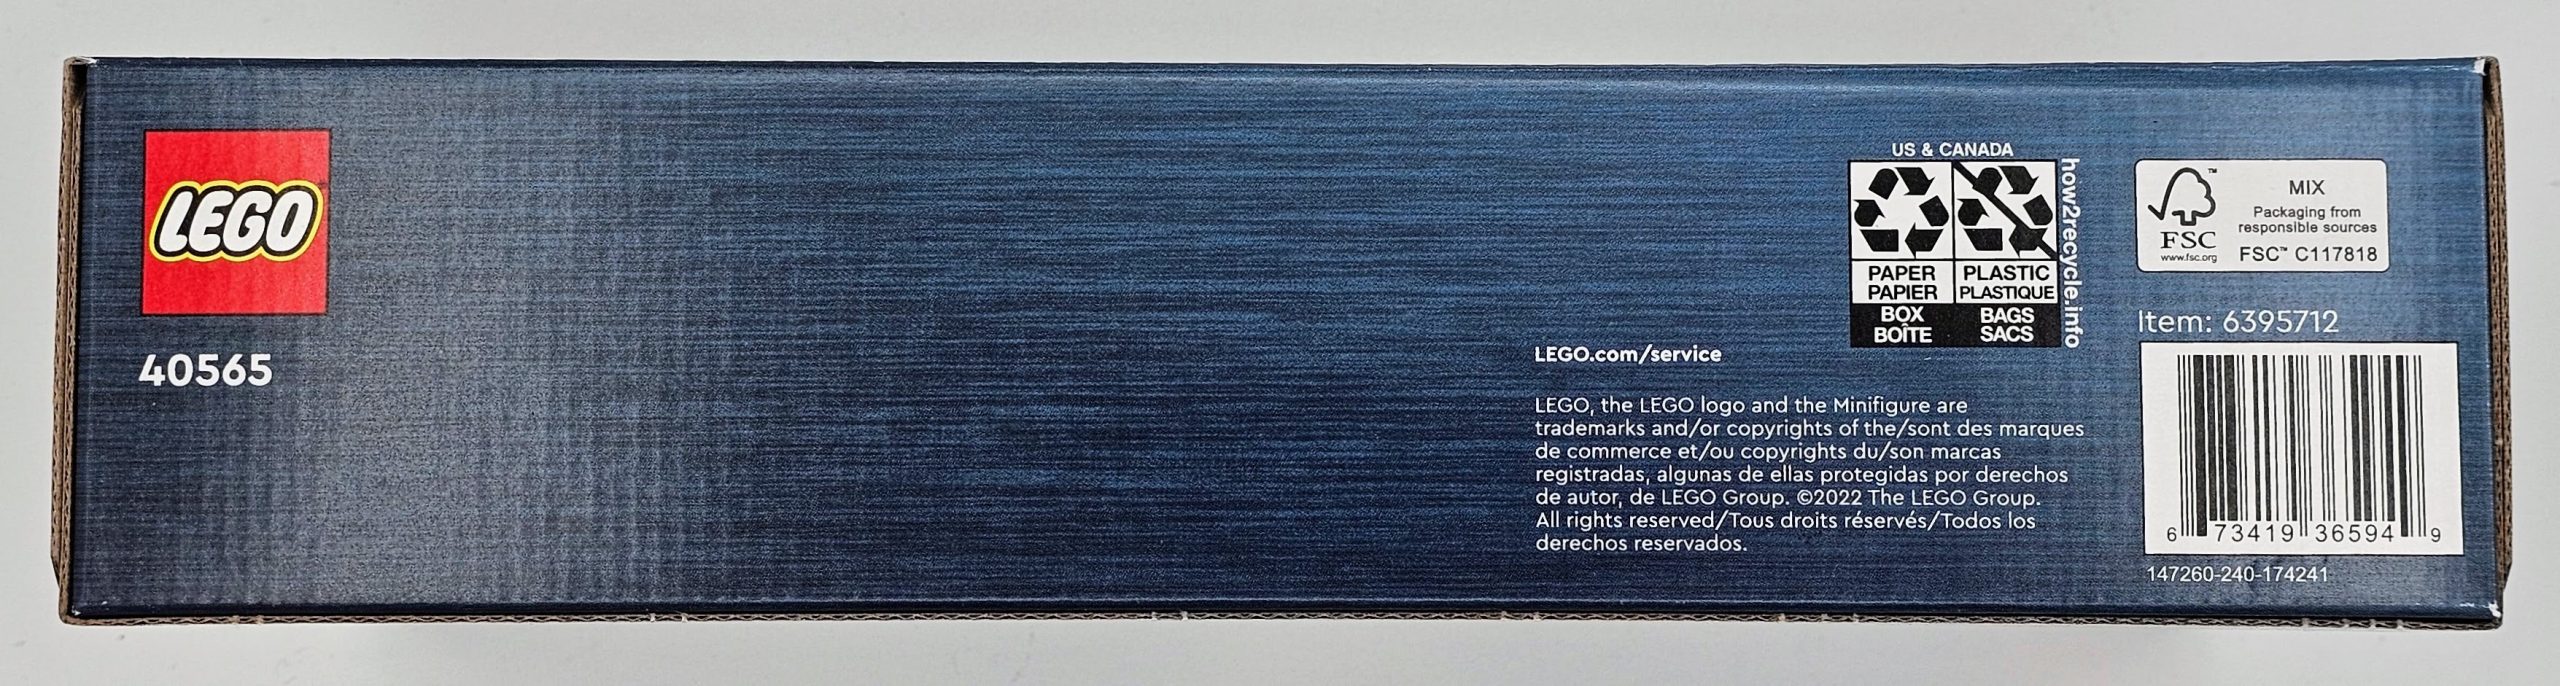 LEGO
40565
LEGO.com/service
LEGO, the LEGO logo and the Minifigure are
trademarks and/or copyrights of the/sont des marques
de commerce et/ou copyrights du/son marcas
registradas, algunas de ellas protegidas por derechos
de autor, de LEGO Group. ©2022 The LEGO Group.
All rights reserved/Tous droits réservés/Todos los
derechos reservados.
US & CANADA
PAPER
PAPIER
BOX
BOÎTE
PLASTIC
PLASTIQUE
BAGS
SACS
how2recycle.info
FSC
™
www.fsc.org
MIX
Packaging from
responsible sources
FSC™ C117818
Item: 6395712
6 73419 36594 9
147260-240-174241